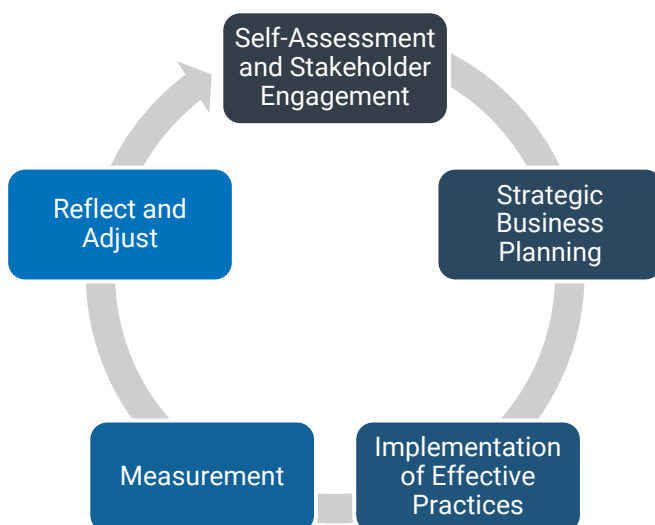 Self-Assessment
and Stakeholder
Engagement
Strategic
Business
Planning
Implementation
of Effective
Practices
Measurement
Reflect and
Adjust